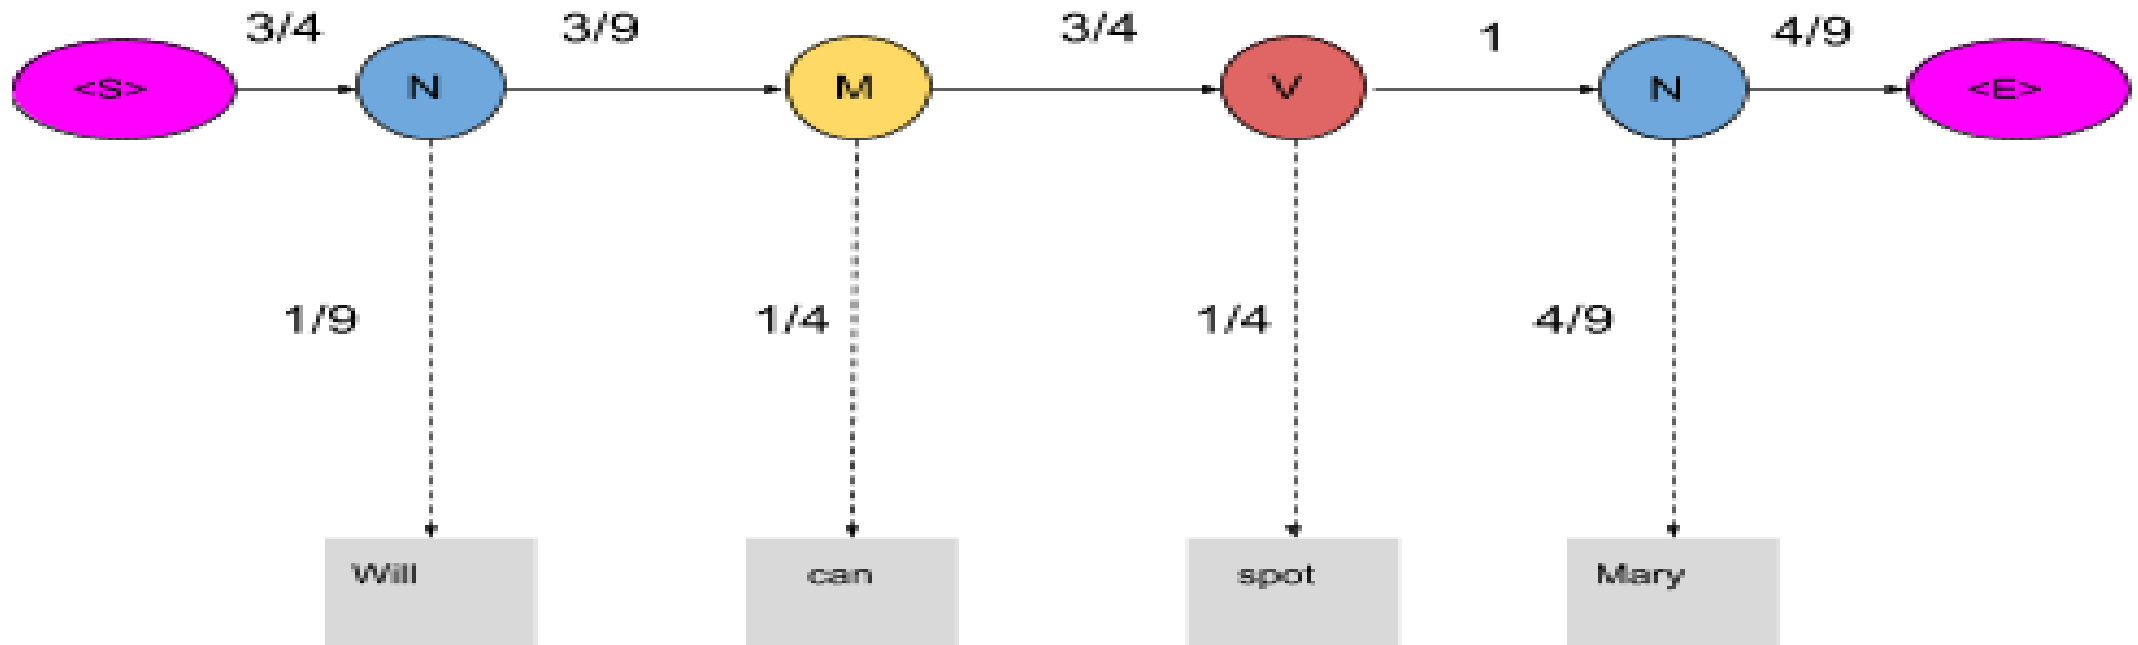 3/4 3/9 3/4 1 4/9
<S> N M V N <E>
1/9 1/4 1/4 4/9
Will can spot Mary